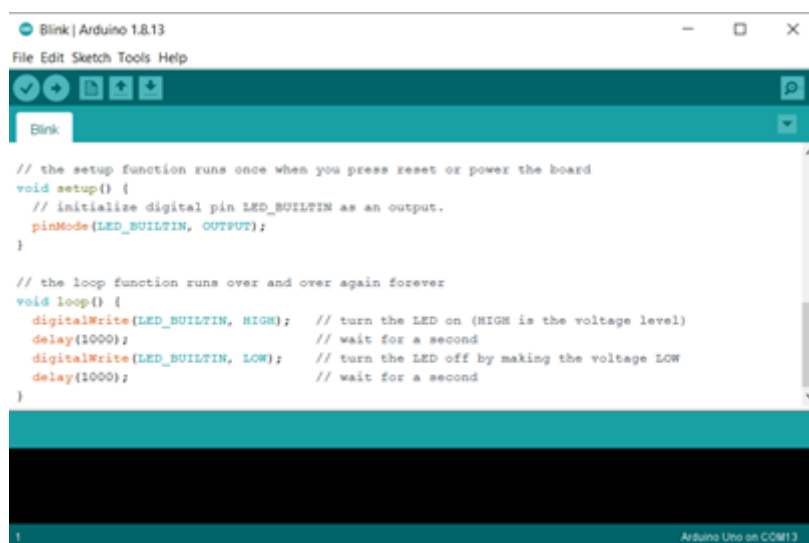 Blink | Arduino 1.8.13
File Edit Sketch Tools Help
Blink
// the setup function runs once when you press reset or power the board
void setup() {
  // initialize digital pin LED_BUILTIN as an output.
  pinMode(LED_BUILTIN, OUTPUT);
}

// the loop function runs over and over again forever
void loop() {
  digitalWrite(LED_BUILTIN, HIGH);   // turn the LED on (HIGH is the voltage level)
  delay(1000);                       // wait for a second
  digitalWrite(LED_BUILTIN, LOW);    // turn the LED off by making the voltage LOW
  delay(1000);                       // wait for a second
}
1 Arduino Uno on COM13